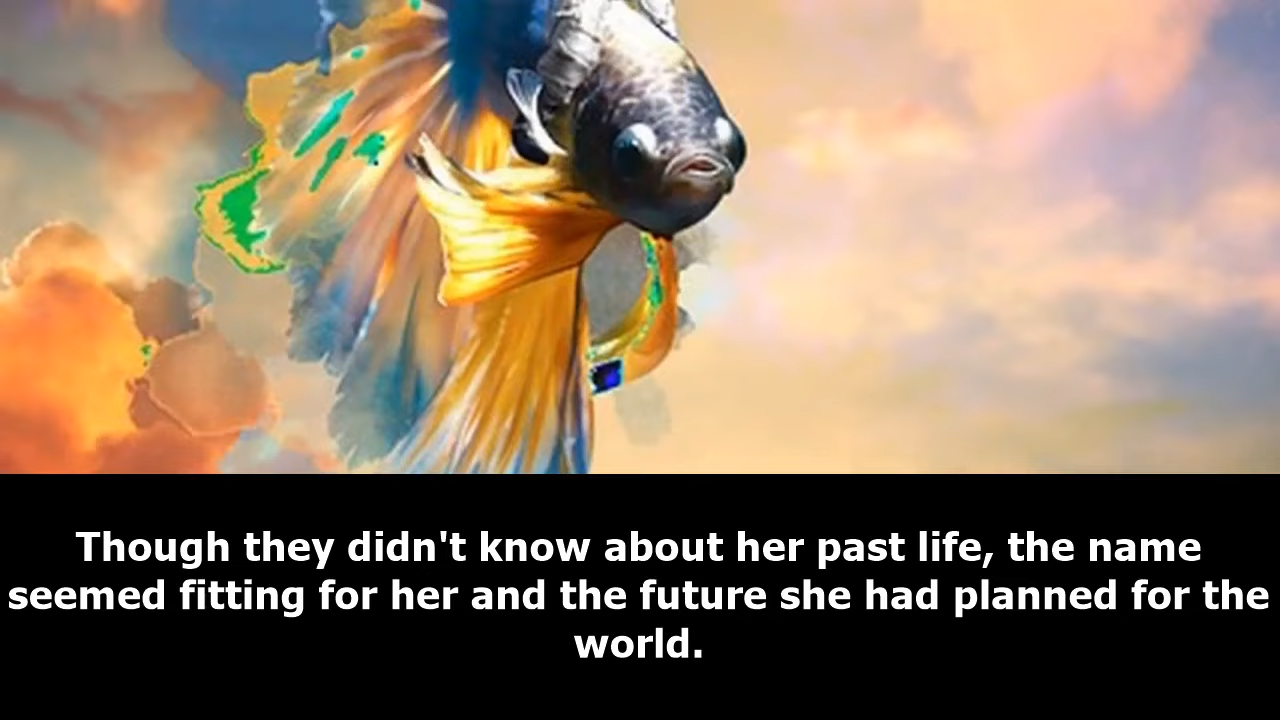 Though they didn't know about her past life, the name
seemed fitting for her and the future she had planned for the
world.